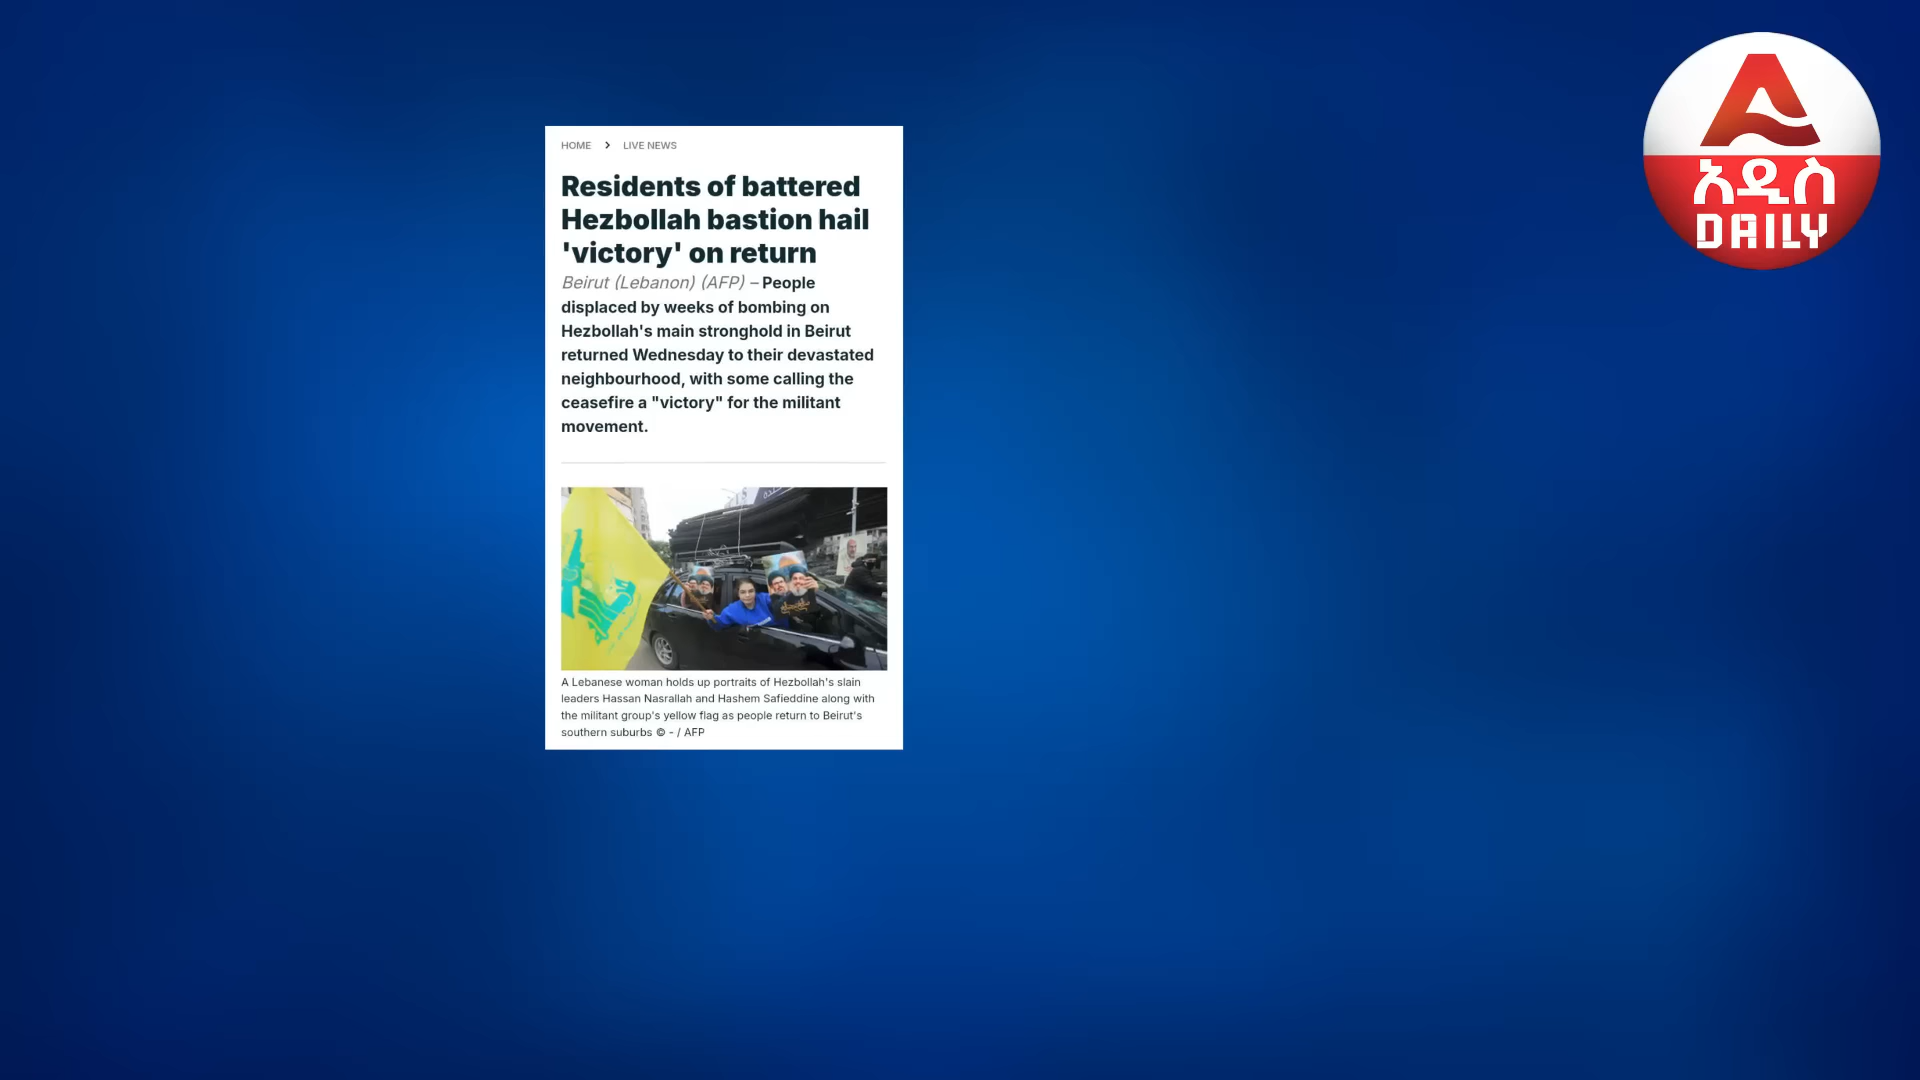 HOME > LIVE NEWS
Residents of battered
Hezbollah bastion hail
'victory' on return
Beirut (Lebanon) (AFP) – People
displaced by weeks of bombing on
Hezbollah's main stronghold in Beirut
returned Wednesday to their devastated
neighbourhood, with some calling the
ceasefire a "victory" for the militant
movement.
A Lebanese woman holds up portraits of Hezbollah's slain
leaders Hassan Nasrallah and Hashem Safieddine along with
the militant group's yellow flag as people return to Beirut's
southern suburbs © - / AFP
አዲስ
DAILY